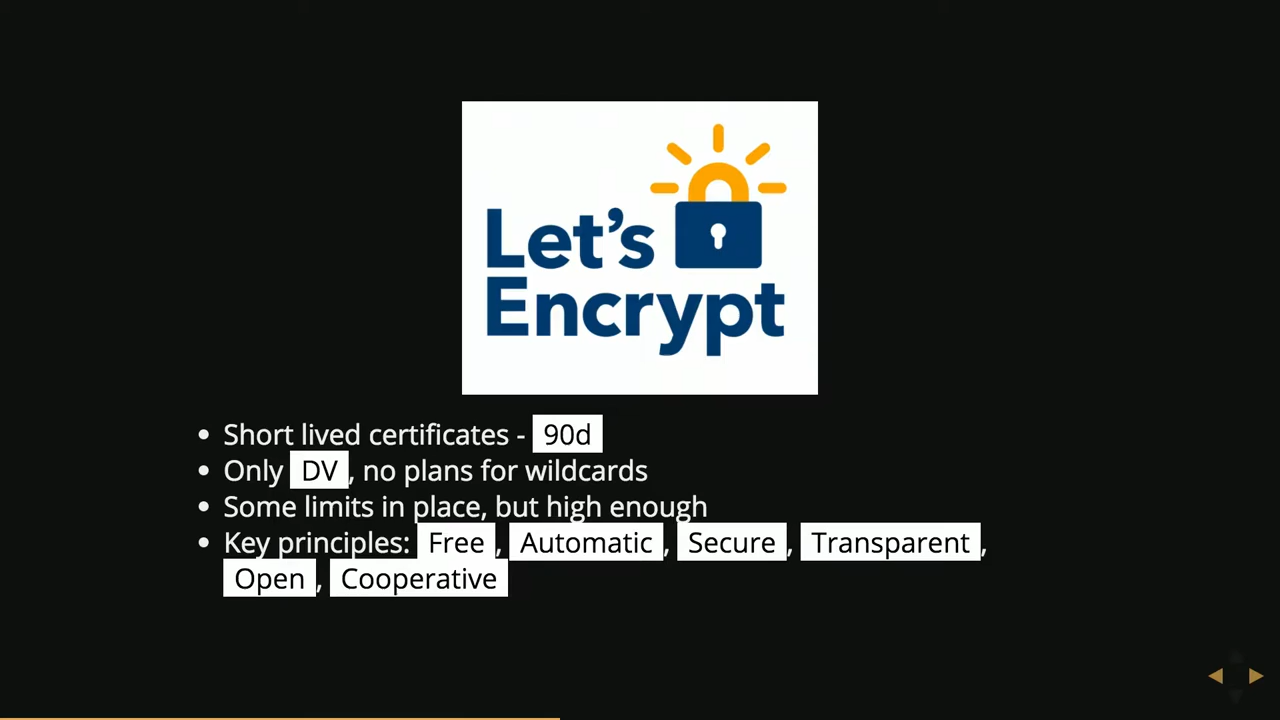 Let's
Encrypt
Short lived certificates - 90d
Only DV, no plans for wildcards
Some limits in place, but high enough
Key principles: Free, Automatic, Secure, Transparent,
Open, Cooperative